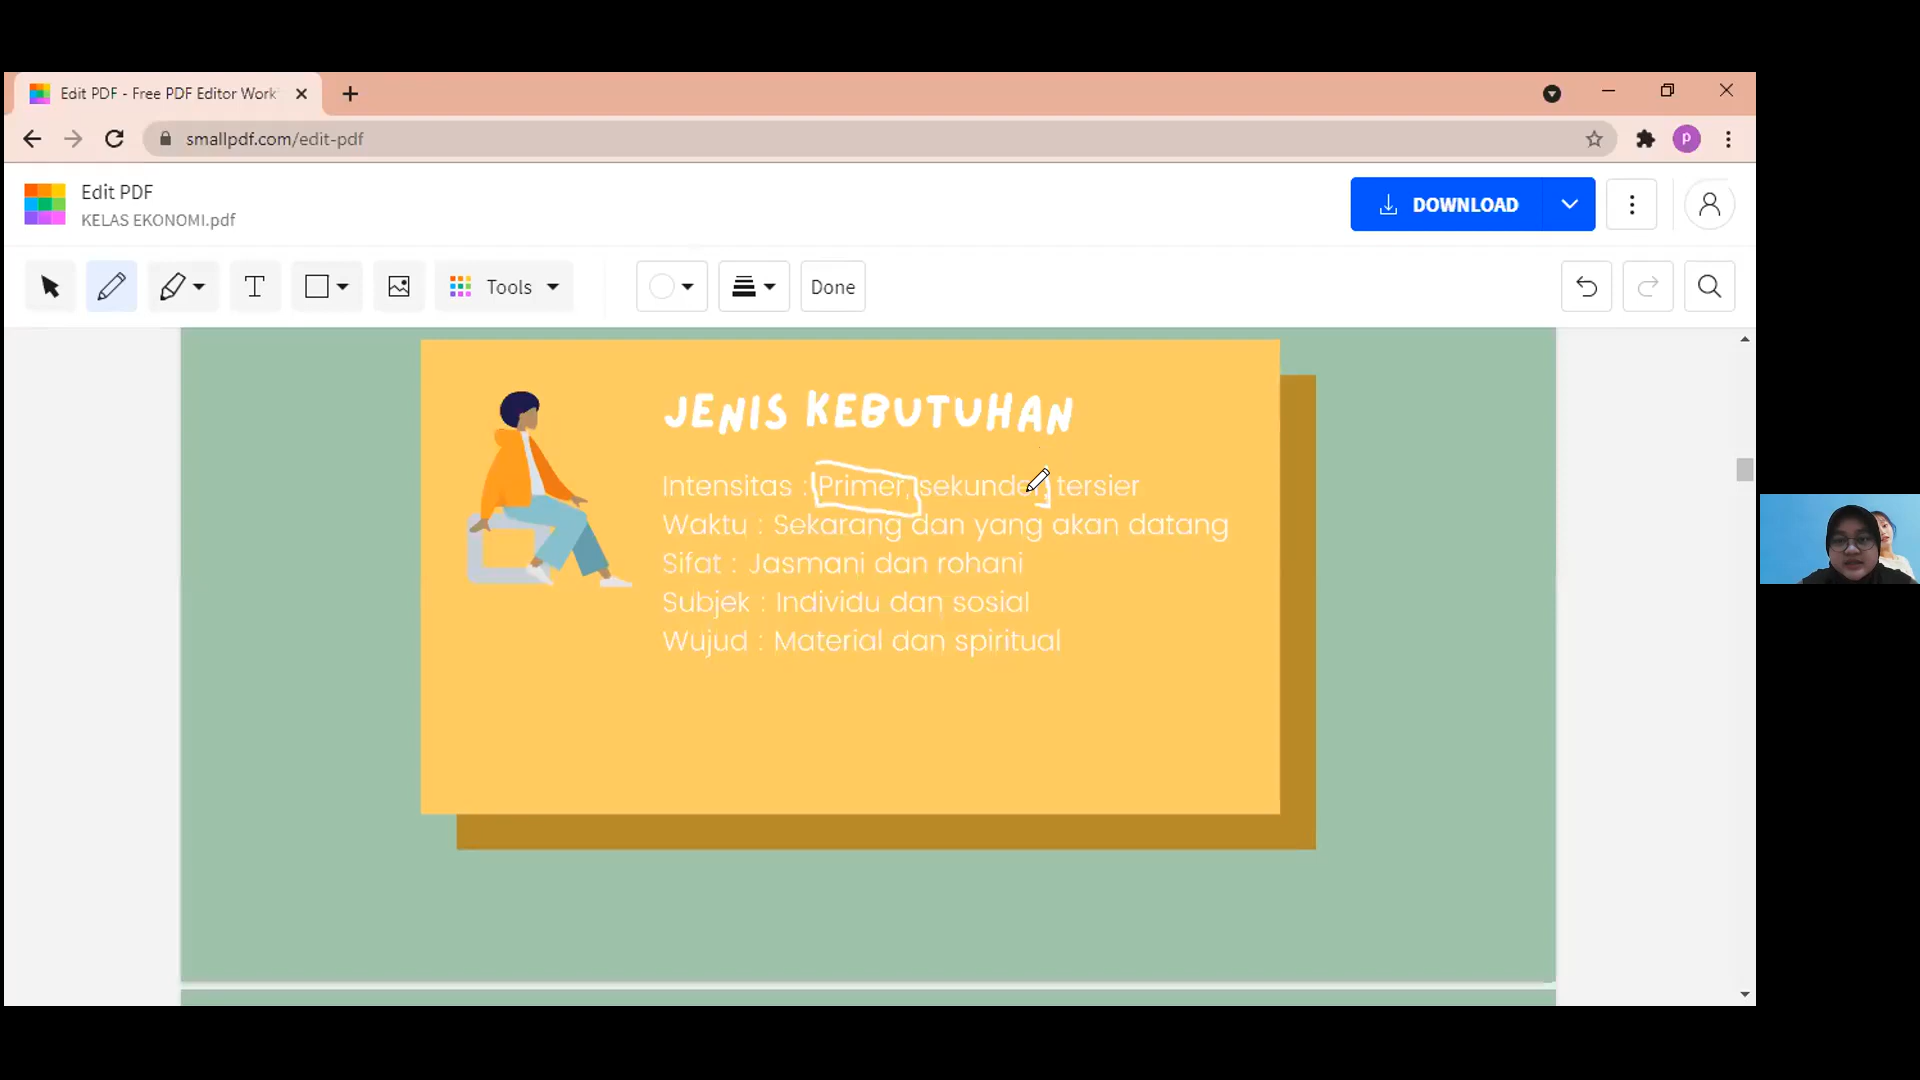 Edit PDF - Free PDF Editor Work
smallpdf.com/edit-pdf
P
Edit PDF
KELAS EKONOMI.pdf
DOWNLOAD
T
Tools
Done
JENIS KEBUTUHAN
Intensitas : Primer, sekunder, tersier
Waktu : Sekarang dan yang akan datang
Sifat : Jasmani dan rohani
Subjek : Individu dan sosial
Wujud : Material dan spiritual